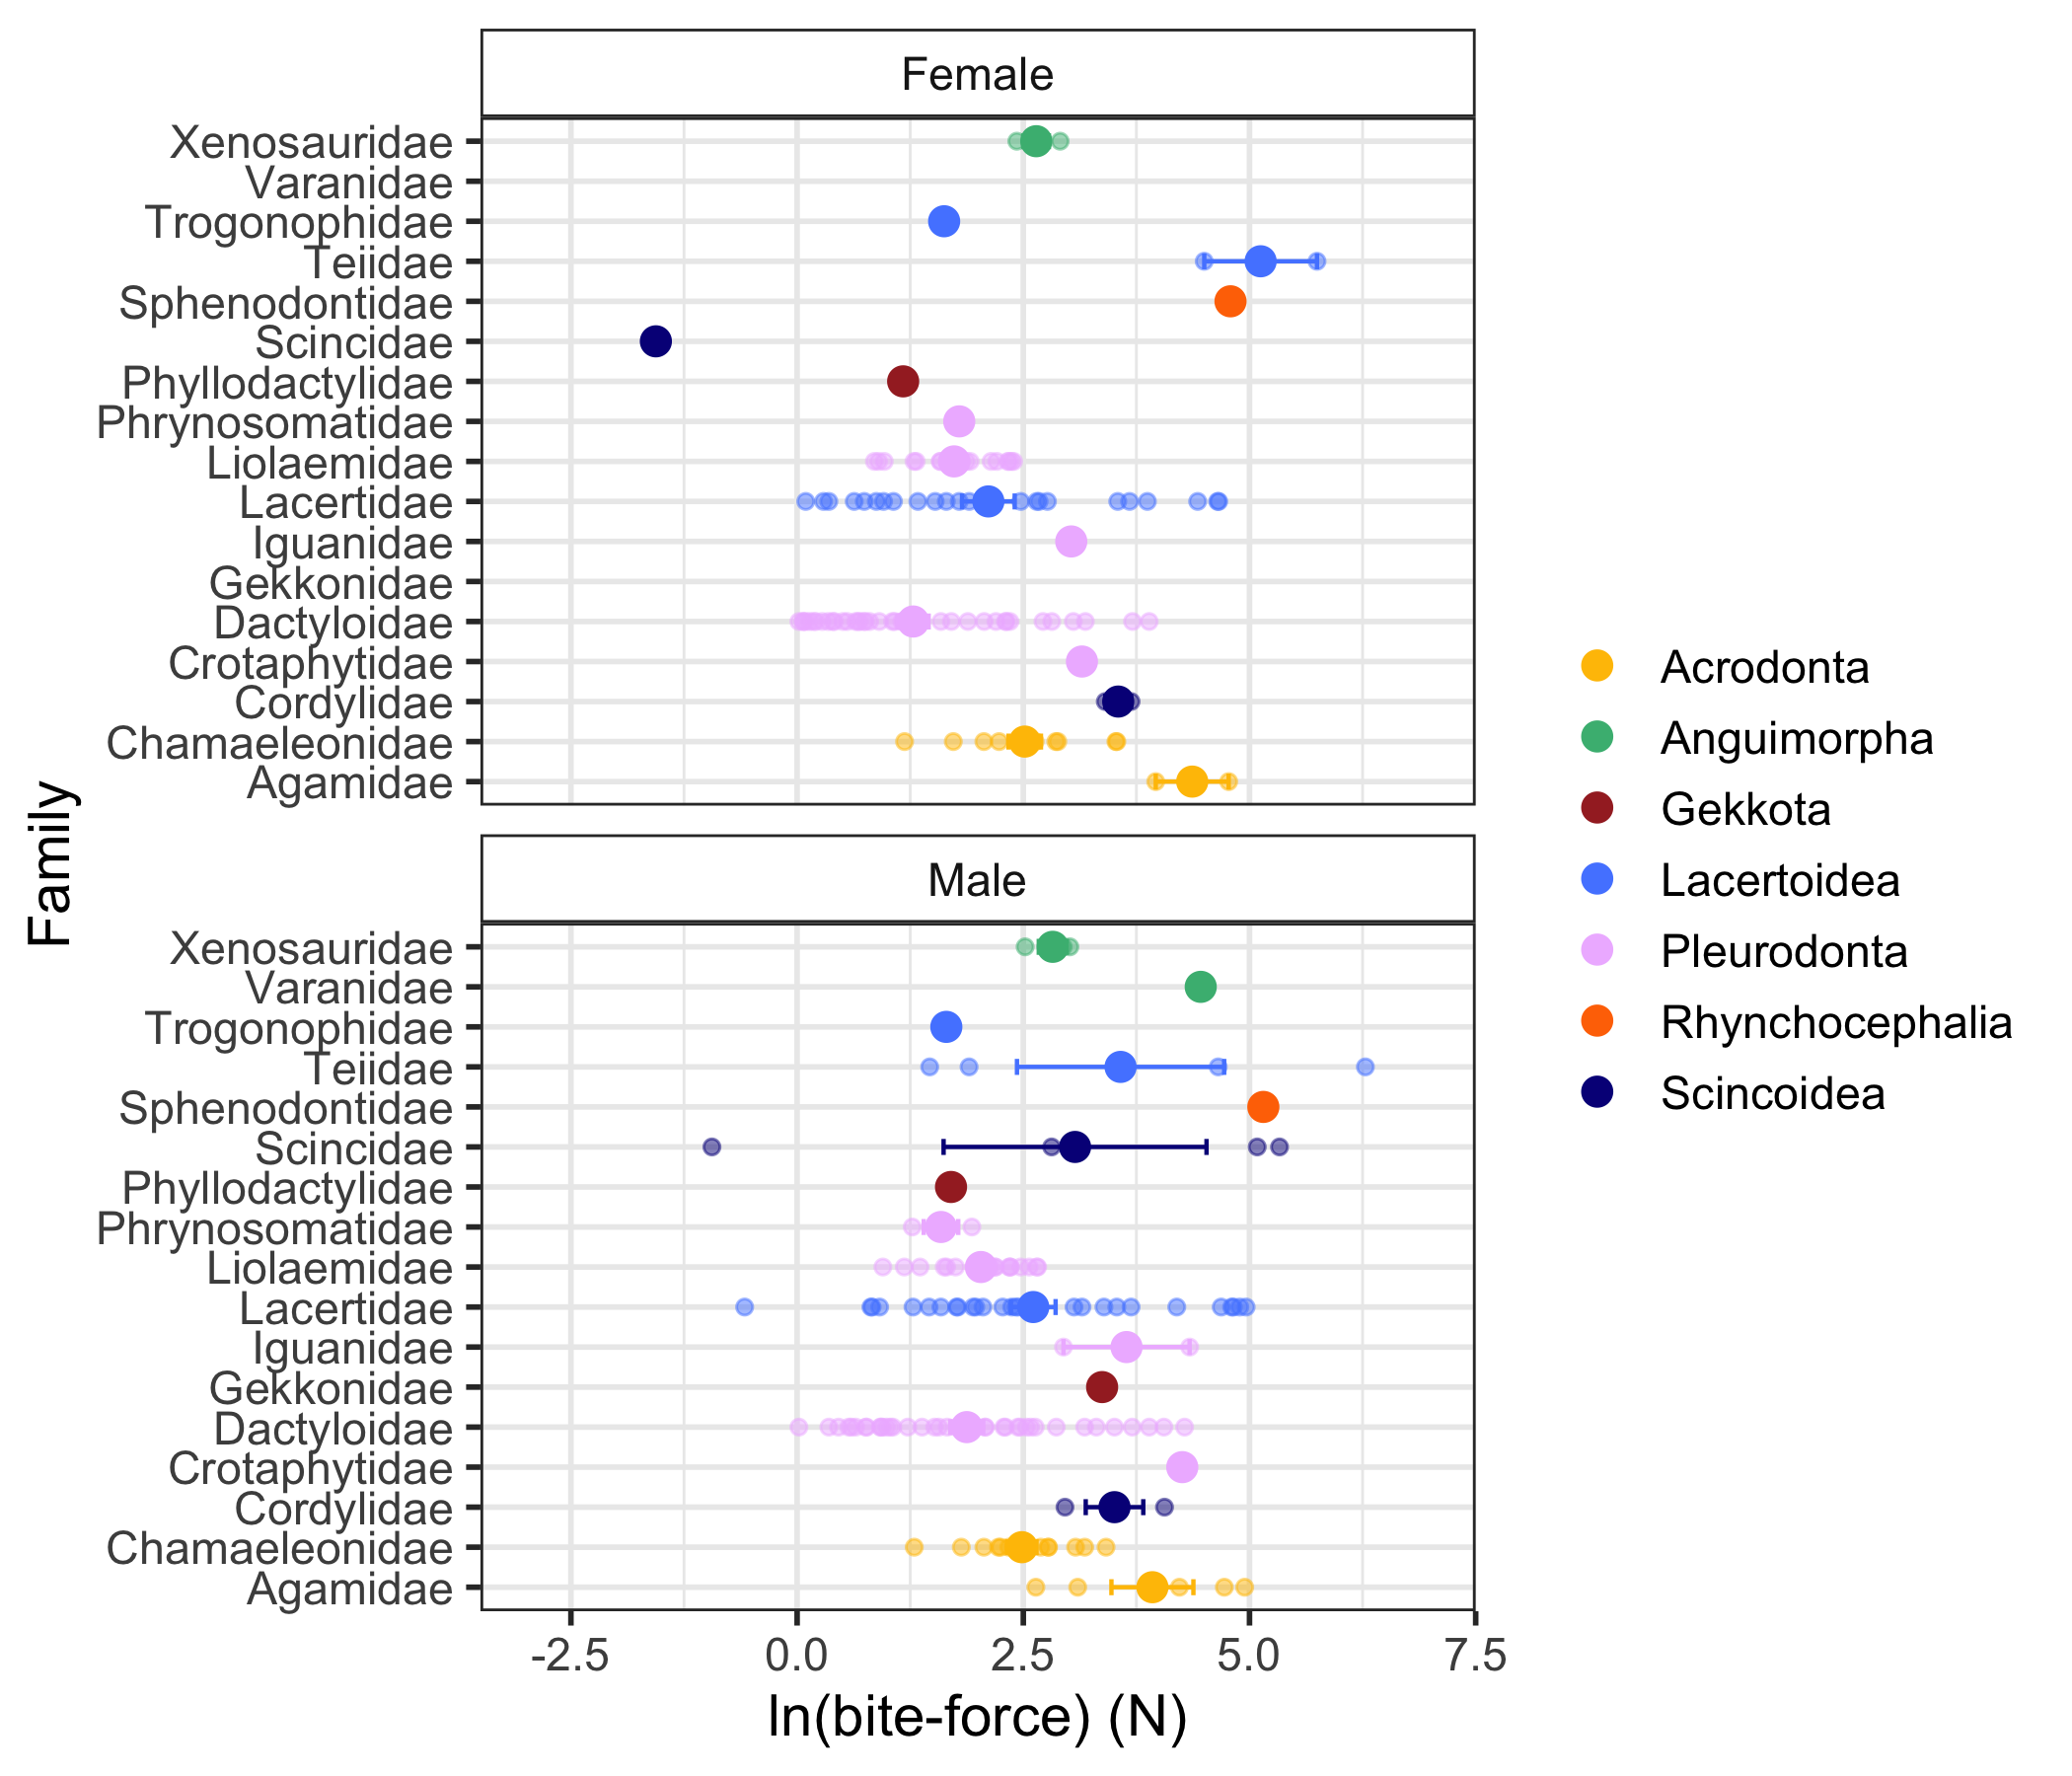 Female
Xenosauridae
Varanidae
Trogonophidae
Teiidae
Sphenodontidae
Scincidae
Phyllodactylidae
Phrynosomatidae
Liolaemidae
Lacertidae
Iguanidae
Gekkonidae
Dactyloidae
Crotaphytidae
Cordylidae
Chamaeleonidae
Agamidae
Family
Male
Xenosauridae
Varanidae
Trogonophidae
Teiidae
Sphenodontidae
Scincidae
Phyllodactylidae
Phrynosomatidae
Liolaemidae
Lacertidae
Iguanidae
Gekkonidae
Dactyloidae
Crotaphytidae
Cordylidae
Chamaeleonidae
Agamidae
-2.5 0.0 2.5 5.0 7.5
ln(bite-force) (N)
Acrodonta
Anguimorpha
Gekkota
Lacertoidea
Pleurodonta
Rhynchocephalia
Scincoidea